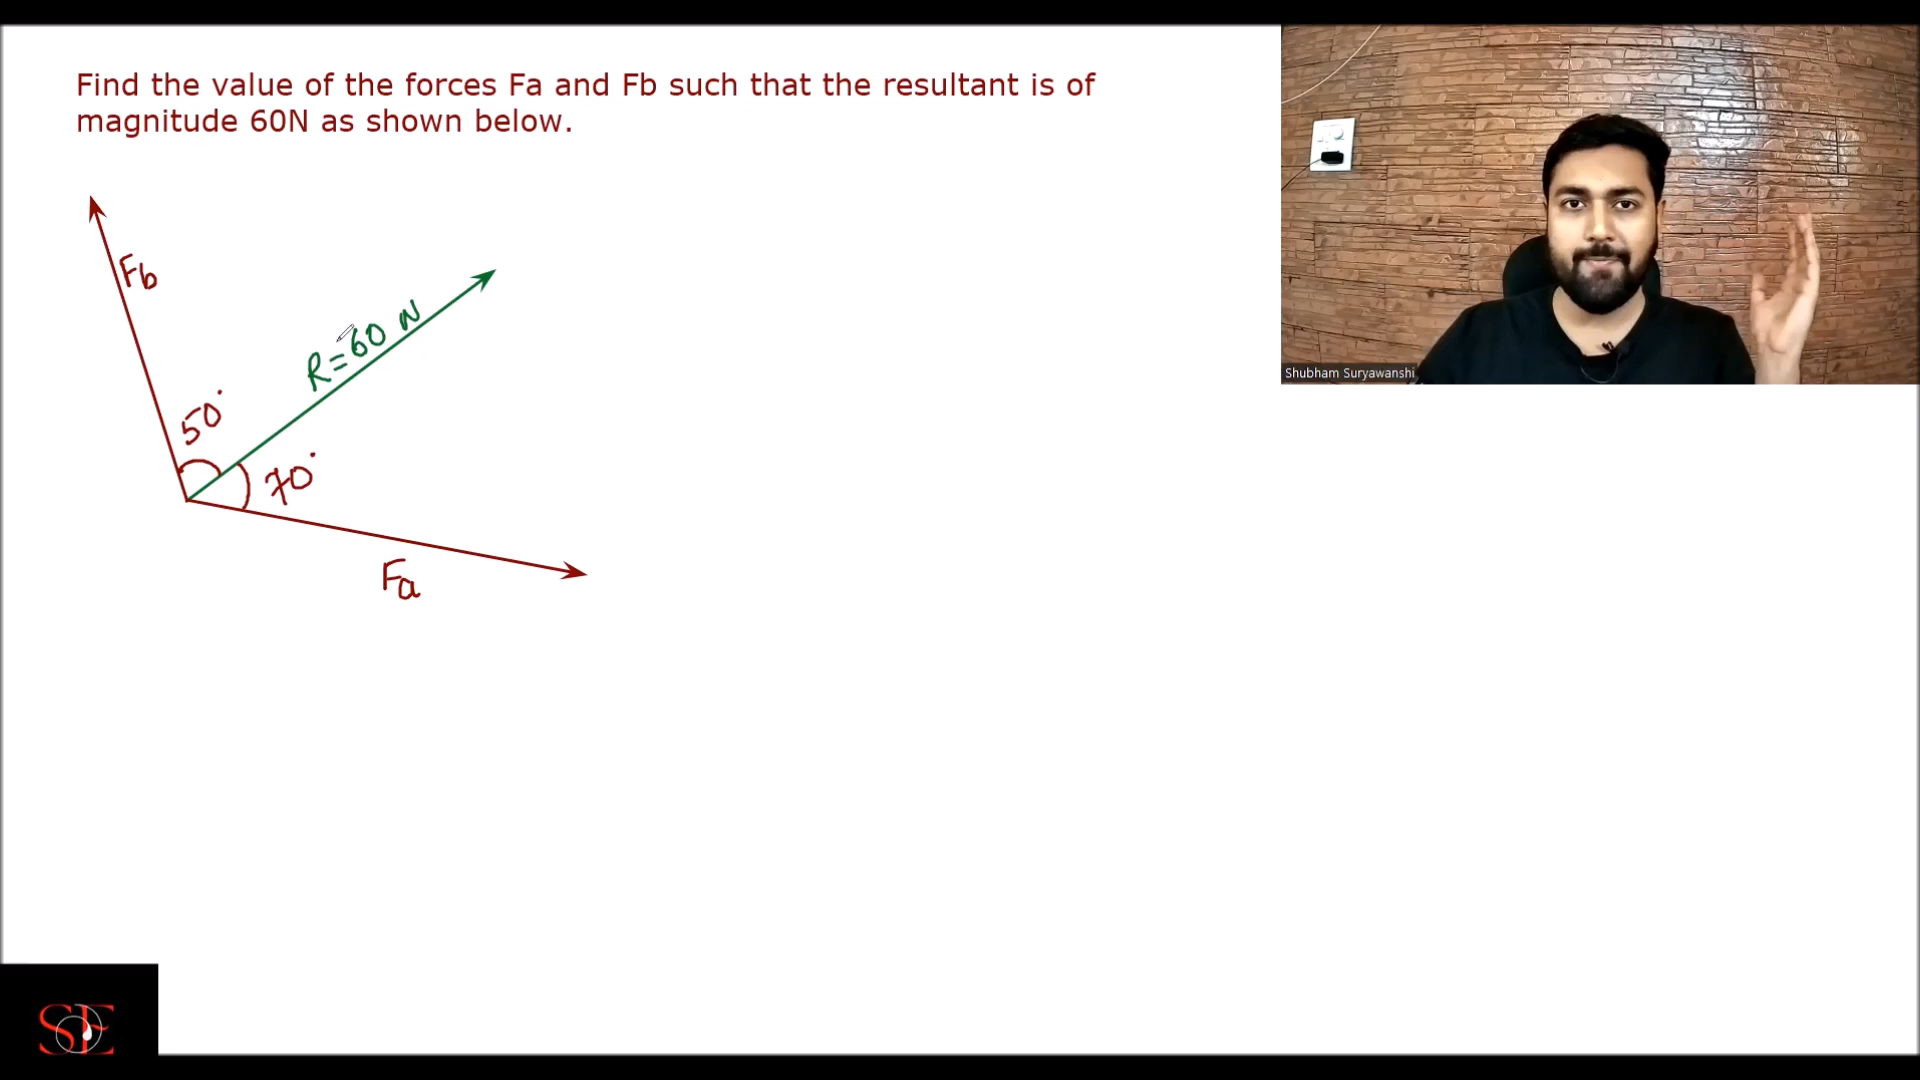 Find the value of the forces Fa and Fb such that the resultant is of
magnitude 60N as shown below.
Fb
R=60 N
50°
70°
Fa
Shubham Suryawanshi
SE